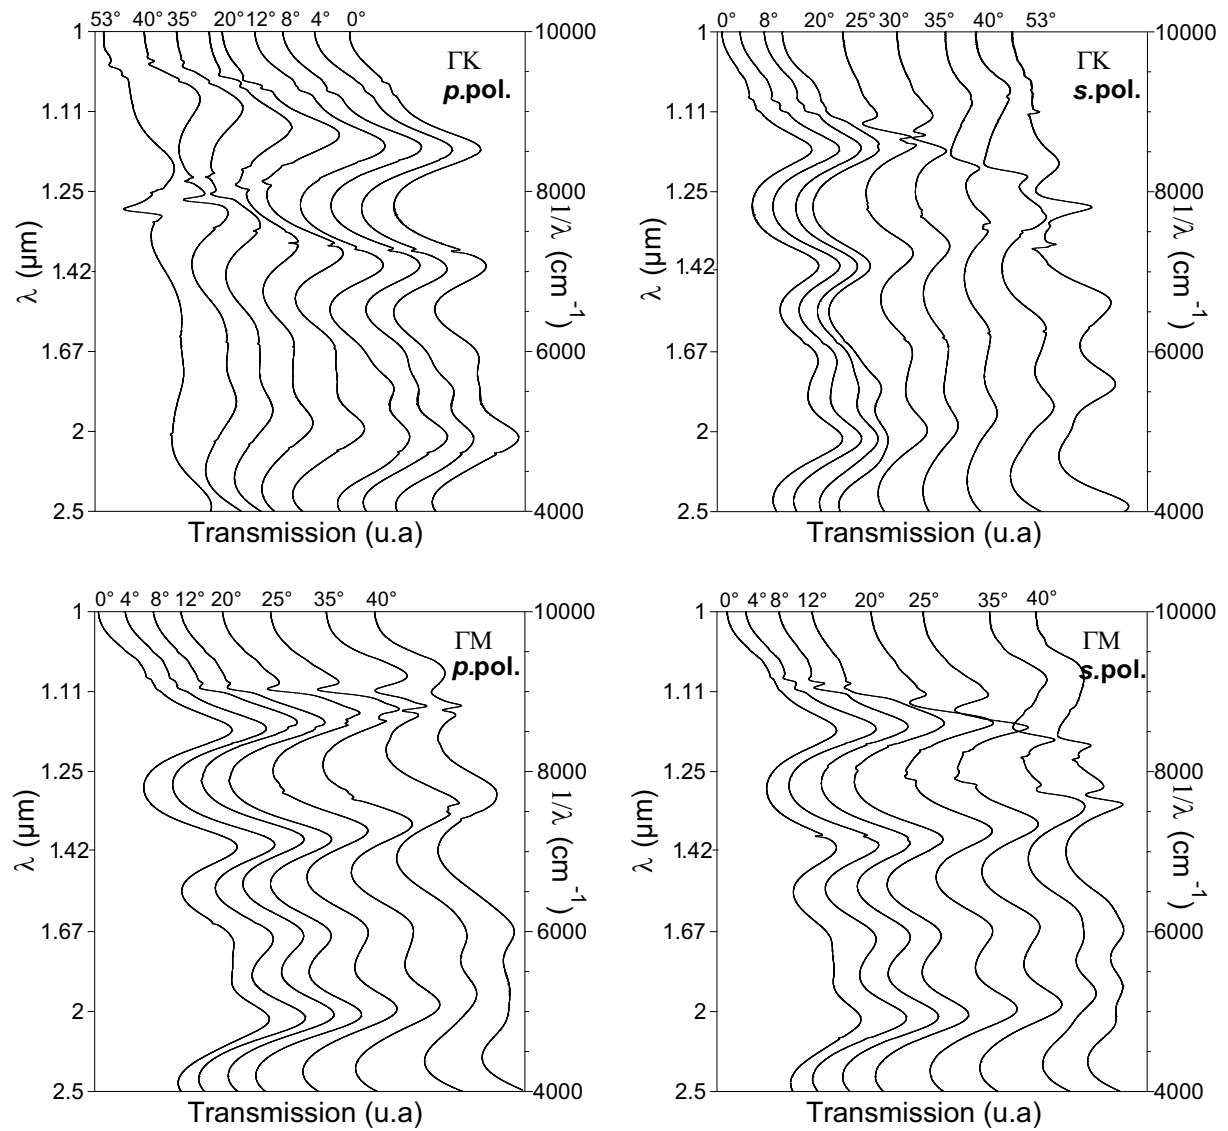 53° 40° 35° 20° 12° 8° 4° 0°
1
1.11
1.25
1.42
1.67
2
2.5
λ (µm)
ΓK
p.pol.
10000
8000
6000
4000
1/λ (cm⁻¹)
Transmission (u.a)
0° 8° 20° 25° 30° 35° 40° 53°
1
1.11
1.25
1.42
1.67
2
2.5
λ (µm)
ΓK
s.pol.
10000
8000
6000
4000
1/λ (cm⁻¹)
Transmission (u.a)
0° 4° 8° 12° 20° 25° 35° 40°
1
1.11
1.25
1.42
1.67
2
2.5
λ (µm)
ΓM
p.pol.
10000
8000
6000
4000
1/λ (cm⁻¹)
Transmission (u.a)
0° 4° 8° 12° 20° 25° 35° 40°
1
1.11
1.25
1.42
1.67
2
2.5
λ (µm)
ΓM
s.pol.
10000
8000
6000
4000
1/λ (cm⁻¹)
Transmission (u.a)